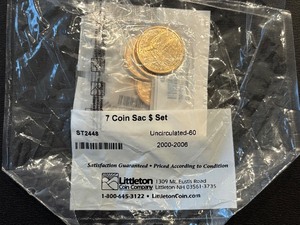 7 Coin Sac $ Set
ST2448 Uncirculated-60
2000-2006
Satisfaction Guaranteed • Priced According to Condition
Littleton
Coin Company
1309 Mt. Eustis Road
Littleton NH 03561-3735
1-800-645-3122 • LittletonCoin.com